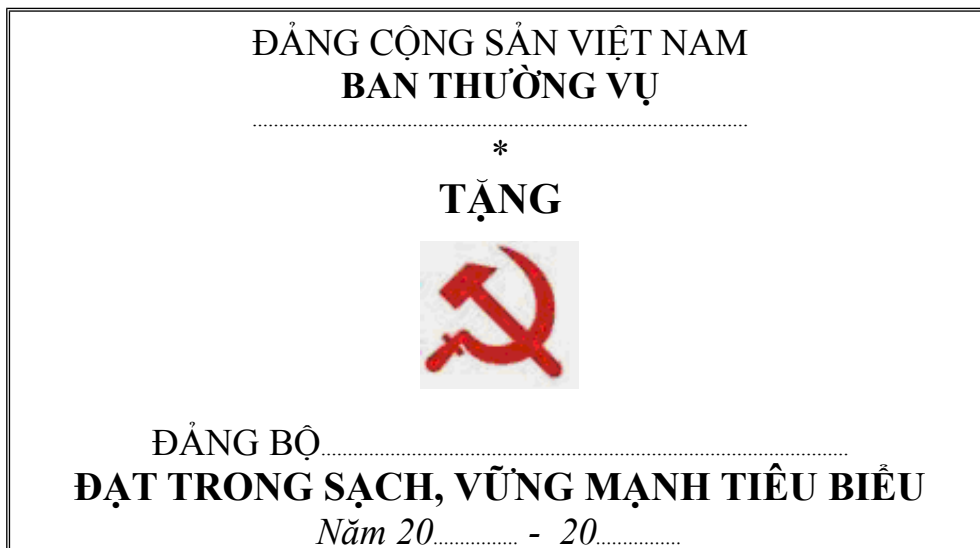 ĐẢNG CỘNG SẢN VIỆT NAM
BAN THƯỜNG VỤ
..............................................................................................
*
TẶNG
ĐẢNG BỘ....................................................................................................
ĐẠT TRONG SẠCH, VỮNG MẠNH TIÊU BIỂU
Năm 20................ - 20................